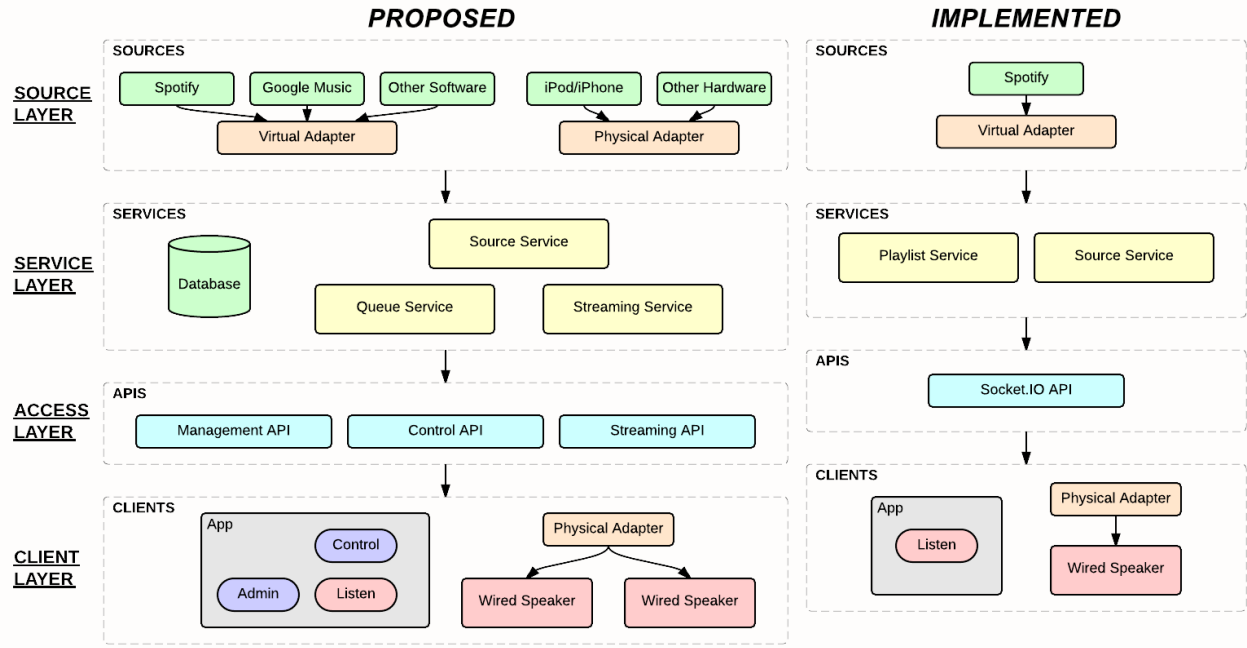 PROPOSED
IMPLEMENTED
SOURCE
LAYER
SOURCES
Spotify
Google Music
Other Software
iPod/iPhone
Other Hardware
Virtual Adapter
Physical Adapter
SOURCES
Spotify
Virtual Adapter
SERVICE
LAYER
SERVICES
Database
Source Service
Queue Service
Streaming Service
SERVICES
Playlist Service
Source Service
ACCESS
LAYER
APIS
Management API
Control API
Streaming API
APIS
Socket.IO API
CLIENT
LAYER
CLIENTS
App
Control
Admin
Listen
Physical Adapter
Wired Speaker
Wired Speaker
CLIENTS
App
Listen
Physical Adapter
Wired Speaker